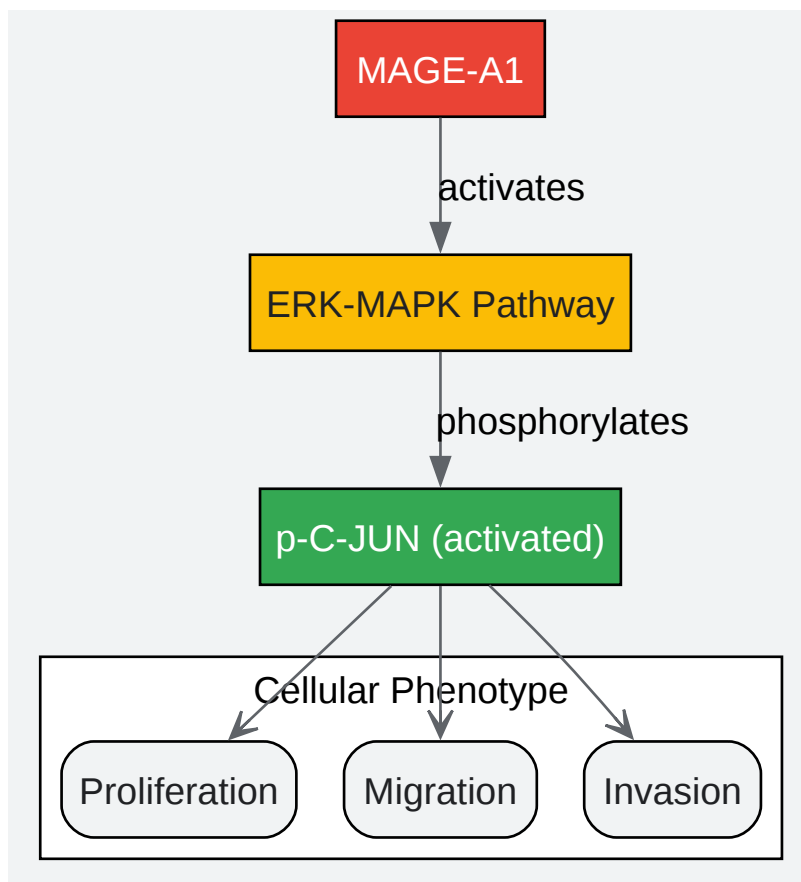 MAGE-A1
activates
ERK-MAPK Pathway
phosphorylates
p-C-JUN (activated)
Cellular Phenotype
Proliferation
Migration
Invasion